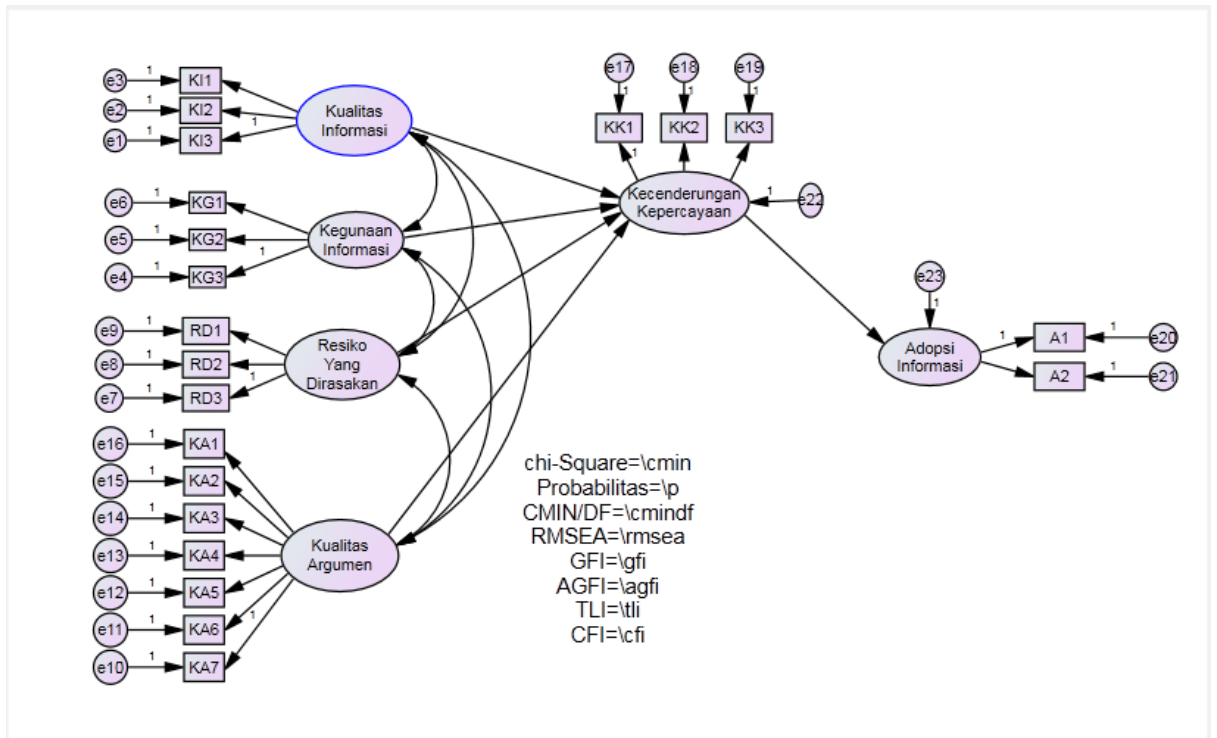 e3 1 KI1
e2 1 KI2
e1 1 KI3
1
Kualitas
Informasi
e6 1 KG1
e5 1 KG2
e4 1 KG3
1
Kegunaan
Informasi
e9 1 RD1
e8 1 RD2
e7 1 RD3
1
Resiko
Yang
Dirasakan
e16 1 KA1
e15 1 KA2
e14 1 KA3
e13 1 KA4
e12 1 KA5
e11 1 KA6
e10 1 KA7
1
Kualitas
Argumen
e17 e18 e19
1 1 1
KK1 KK2 KK3
1
Kecenderungan
Kepercayaan
1 e22
e23
1
Adopsi
Informasi
1 A1 1 e20
A2 1 e21
chi-Square=\cmin
Probabilitas=\p
CMIN/DF=\cmindf
RMSEA=\rmsea
GFI=\gfi
AGFI=\agfi
TLI=\tli
CFI=\cfi